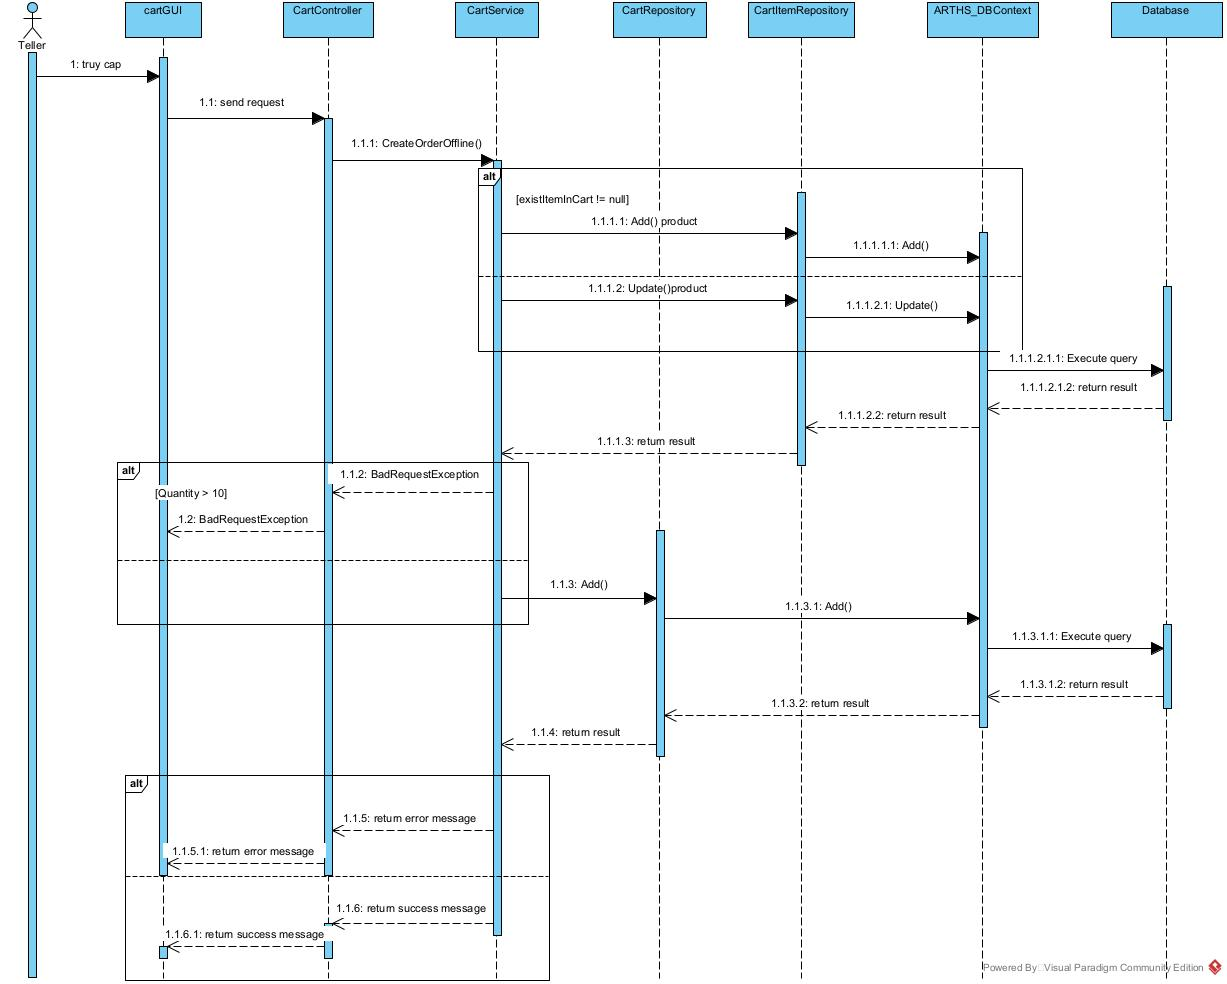 cartGUI
CartController
CartService
CartRepository
CartItemRepository
ARTHS_DBContext
Database
Teller
1: truy cap
1.1: send request
1.1.1: CreateOrderOffline()
alt
[existItemInCart != null]
1.1.1.1: Add() product
1.1.1.1.1: Add()
1.1.1.2: Update()product
1.1.1.2.1: Update()
1.1.1.2.1.1: Execute query
1.1.1.2.1.2: return result
1.1.1.2.2: return result
1.1.1.3: return result
alt
1.1.2: BadRequestException
[Quantity > 10]
1.2: BadRequestException
1.1.3: Add()
1.1.3.1: Add()
1.1.3.1.1: Execute query
1.1.3.1.2: return result
1.1.3.2: return result
1.1.4: return result
alt
1.1.5: return error message
1.1.5.1: return error message
1.1.6: return success message
1.1.6.1: return success message
Powered By Visual Paradigm Community Edition